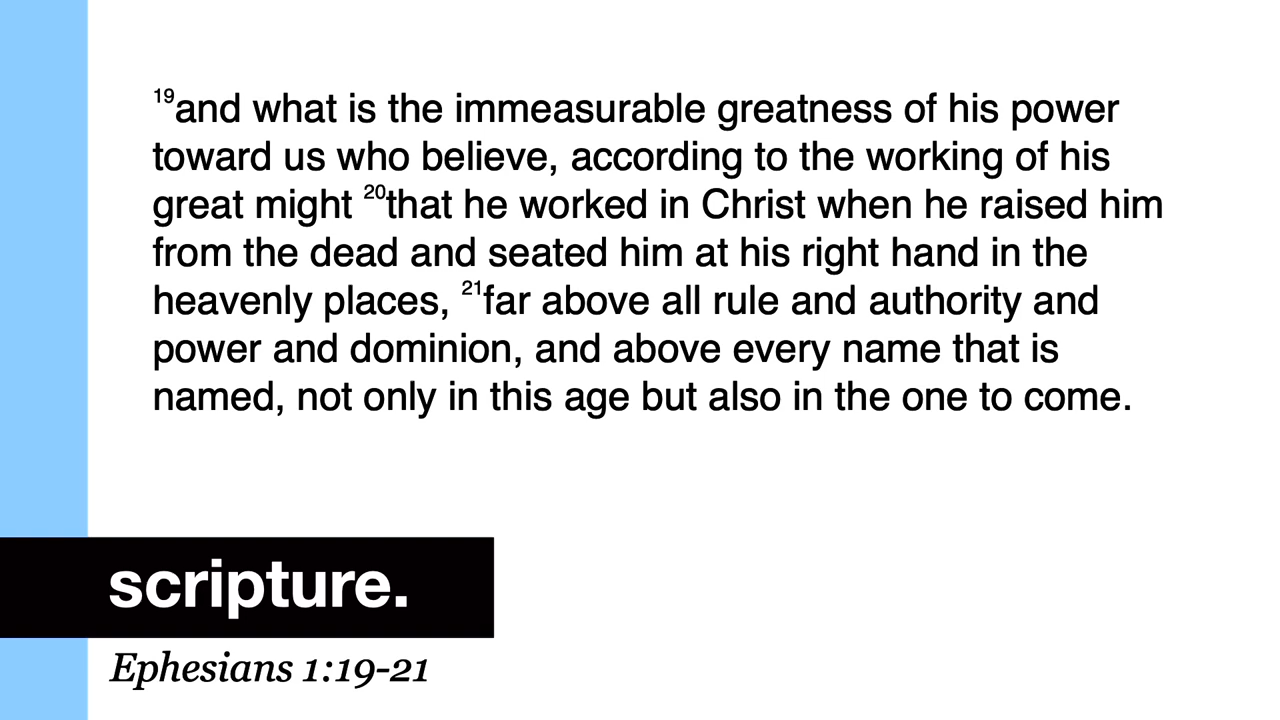 19and what is the immeasurable greatness of his power
toward us who believe, according to the working of his
great might 20that he worked in Christ when he raised him
from the dead and seated him at his right hand in the
heavenly places, 21far above all rule and authority and
power and dominion, and above every name that is
named, not only in this age but also in the one to come.
scripture.
Ephesians 1:19-21